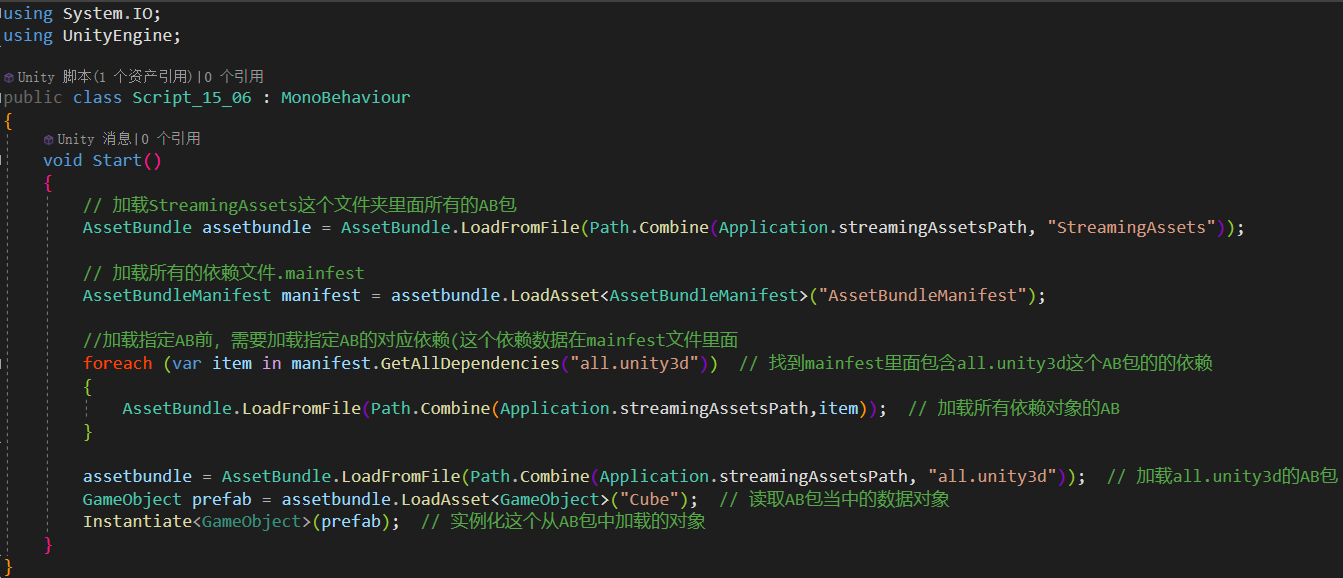 using System.IO;
using UnityEngine;
Unity 脚本(1 个资产引用)|0 个引用
public class Script_15_06 : MonoBehaviour
{
Unity 消息|0 个引用
void Start()
{
// 加载StreamingAssets这个文件夹里面所有的AB包
AssetBundle assetbundle = AssetBundle.LoadFromFile(Path.Combine(Application.streamingAssetsPath, "StreamingAssets"));
// 加载所有的依赖文件.mainfest
AssetBundleManifest manifest = assetbundle.LoadAsset<AssetBundleManifest>("AssetBundleManifest");
//加载指定AB前，需要加载指定AB的对应依赖(这个依赖数据在mainfest文件里面
foreach (var item in manifest.GetAllDependencies("all.unity3d")) // 找到mainfest里面包含all.unity3d这个AB包的的依赖
{
AssetBundle.LoadFromFile(Path.Combine(Application.streamingAssetsPath,item)); // 加载所有依赖对象的AB
}
assetbundle = AssetBundle.LoadFromFile(Path.Combine(Application.streamingAssetsPath, "all.unity3d")); // 加载all.unity3d的AB包
GameObject prefab = assetbundle.LoadAsset<GameObject>("Cube"); // 读取AB包当中的数据对象
Instantiate<GameObject>(prefab); // 实例化这个从AB包中加载的对象
}
}